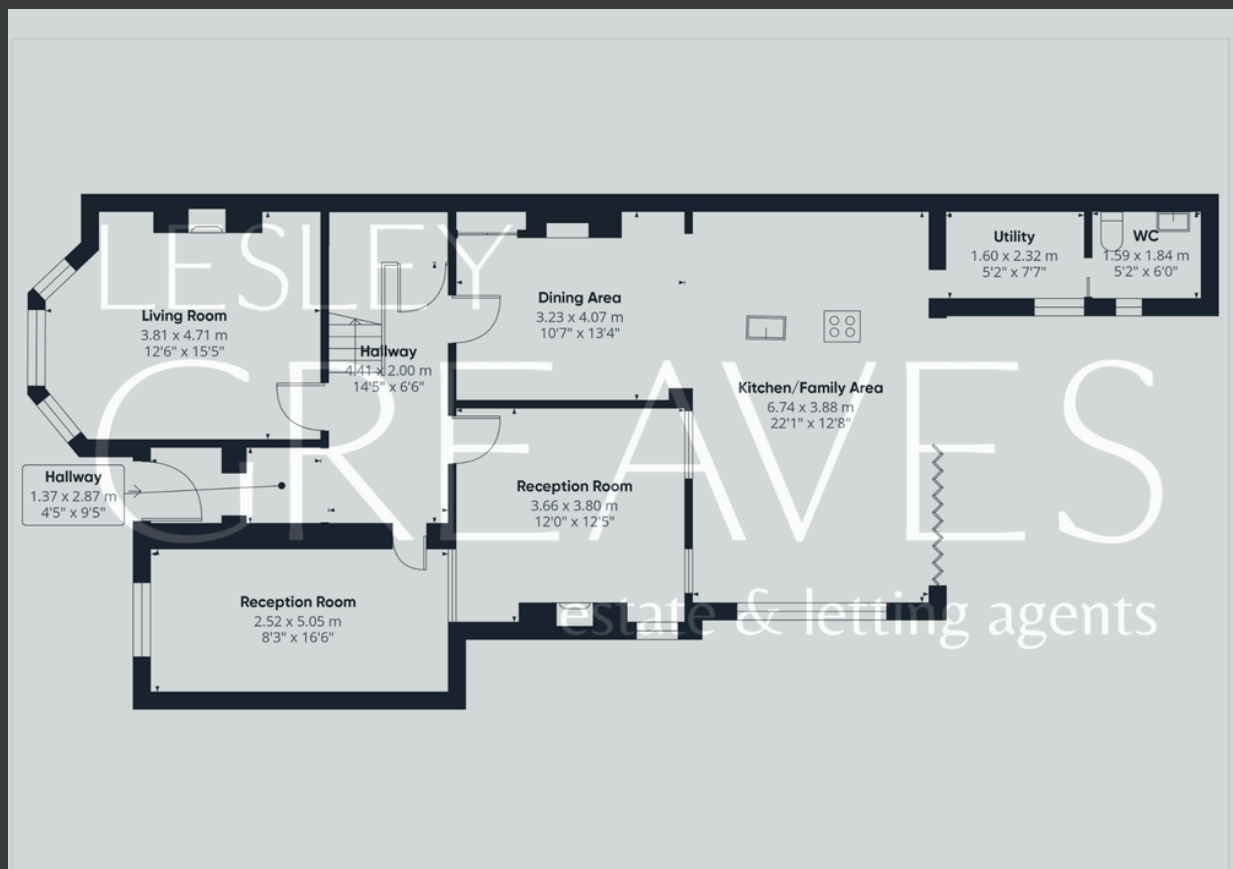 LESLEY
GREAVES
estate & letting agents
Living Room
3.81 x 4.71 m
12'6" x 15'5"
Hallway
4.41 x 2.00 m
14'5" x 6'6"
Dining Area
3.23 x 4.07 m
10'7" x 13'4"
Kitchen/Family Area
6.74 x 3.88 m
22'1" x 12'8"
Utility
1.60 x 2.32 m
5'2" x 7'7"
WC
1.59 x 1.84 m
5'2" x 6'0"
Hallway
1.37 x 2.87 m
4'5" x 9'5"
Reception Room
3.66 x 3.80 m
12'0" x 12'5"
Reception Room
2.52 x 5.05 m
8'3" x 16'6"